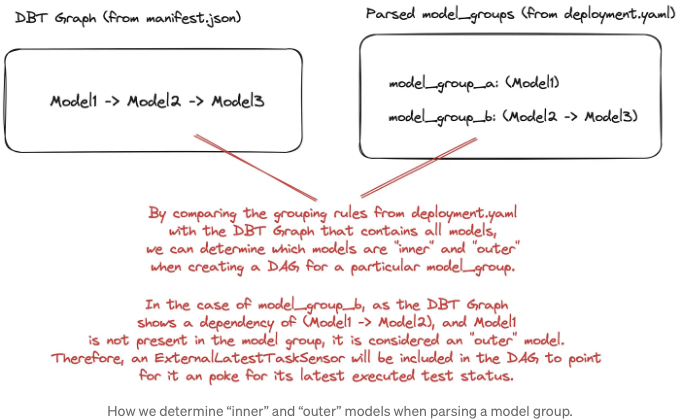 DBT Graph (from manifest.json)
Parsed model_groups (from deployment.yaml)
Model1 -> Model2 -> Model3
model_group_a: (Model1)
model_group_b: (Model2 -> Model3)
By comparing the grouping rules from deployment.yaml
with the DBT Graph that contains all models,
we can determine which models are "inner" and "outer"
when creating a DAG for a particular model_group.
In the case of model_group_b, as the DBT Graph
shows a dependency of (Model1 -> Model2), and Model1
is not present in the model group, it is considered an "outer" model.
Therefore, an ExternalLatestTaskSensor will be included in the DAG to point
for it an poke for its latest executed test status.
How we determine “inner” and “outer” models when parsing a model group.